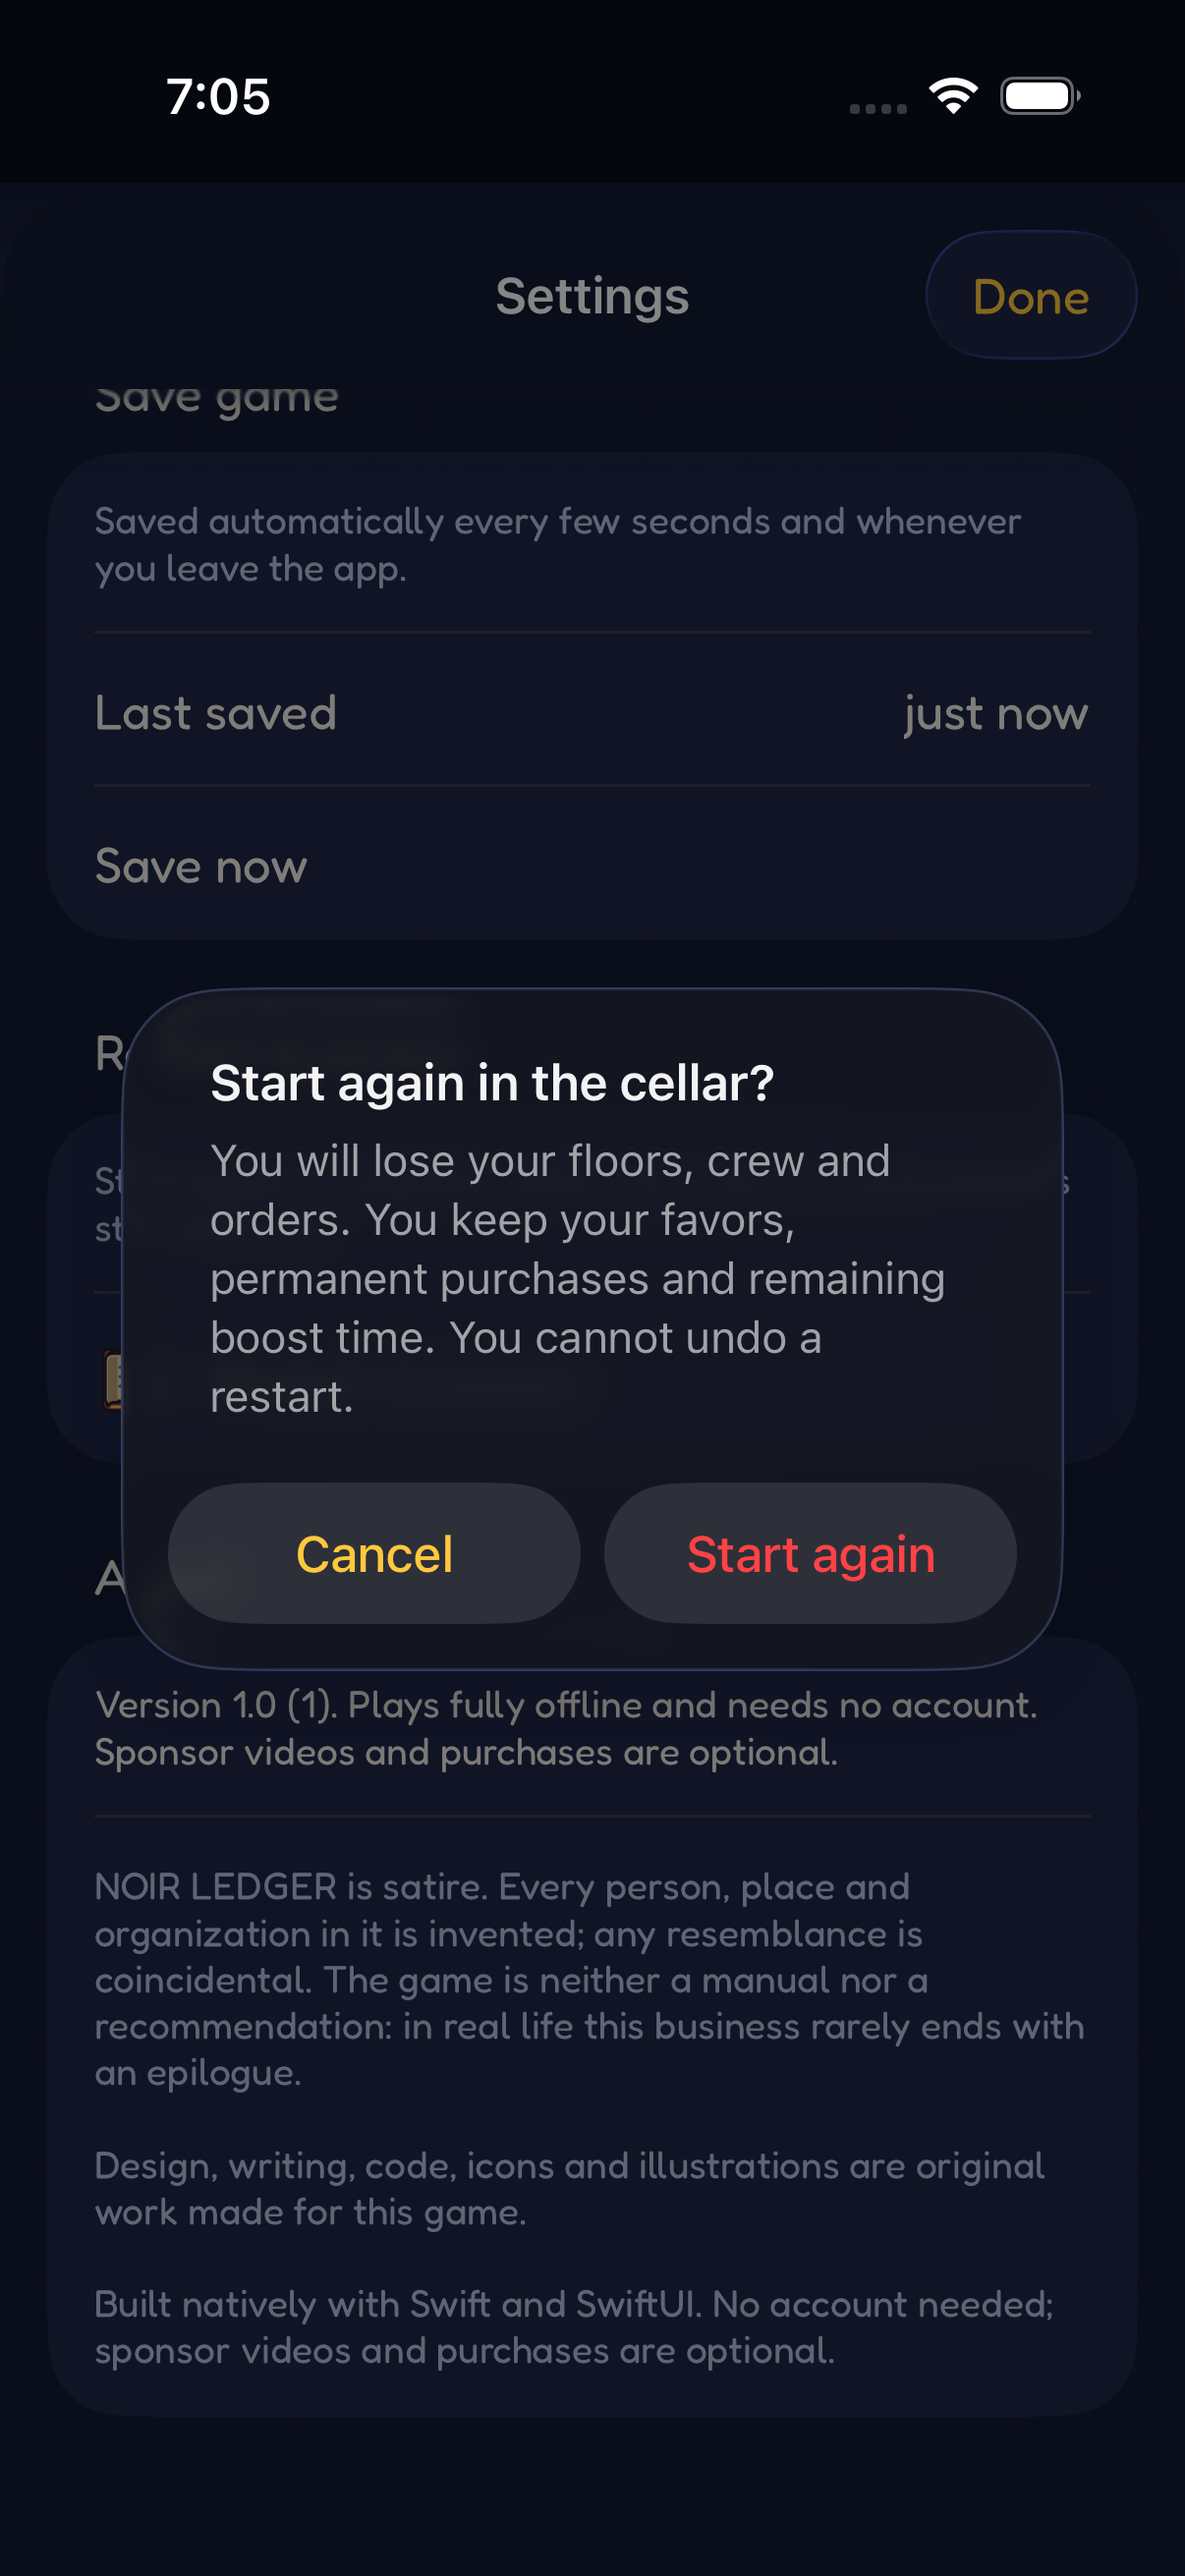 7:05
Settings
Done
Save game
Saved automatically every few seconds and whenever
you leave the app.
Last saved
just now
Save now
Start again in the cellar?
You will lose your floors, crew and
orders. You keep your favors,
permanent purchases and remaining
boost time. You cannot undo a
restart.
Cancel
Start again
Version 1.0 (1). Plays fully offline and needs no account.
Sponsor videos and purchases are optional.
NOIR LEDGER is satire. Every person, place and
organization in it is invented; any resemblance is
coincidental. The game is neither a manual nor a
recommendation: in real life this business rarely ends with
an epilogue.
Design, writing, code, icons and illustrations are original
work made for this game.
Built natively with Swift and SwiftUI. No account needed;
sponsor videos and purchases are optional.